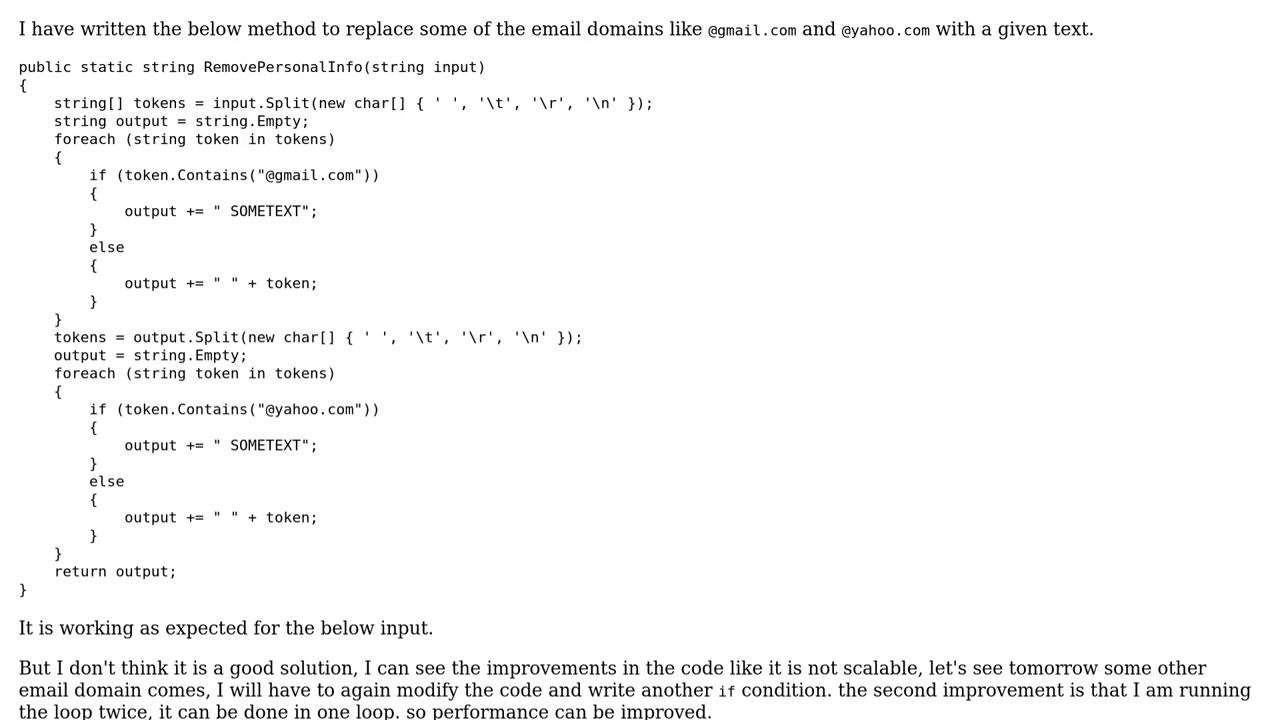 I have written the below method to replace some of the email domains like @gmail.com and @yahoo.com with a given text.
public static string RemovePersonalInfo(string input)
{
    string[] tokens = input.Split(new char[] { ' ', '\t', '\r', '\n' });
    string output = string.Empty;
    foreach (string token in tokens)
    {
        if (token.Contains("@gmail.com"))
        {
            output += " SOMETEXT";
        }
        else
        {
            output += " " + token;
        }
    }
    tokens = output.Split(new char[] { ' ', '\t', '\r', '\n' });
    output = string.Empty;
    foreach (string token in tokens)
    {
        if (token.Contains("@yahoo.com"))
        {
            output += " SOMETEXT";
        }
        else
        {
            output += " " + token;
        }
    }
    return output;
}
It is working as expected for the below input.
But I don't think it is a good solution, I can see the improvements in the code like it is not scalable, let's see tomorrow some other
email domain comes, I will have to again modify the code and write another if condition. the second improvement is that I am running
the loop twice, it can be done in one loop. so performance can be improved.